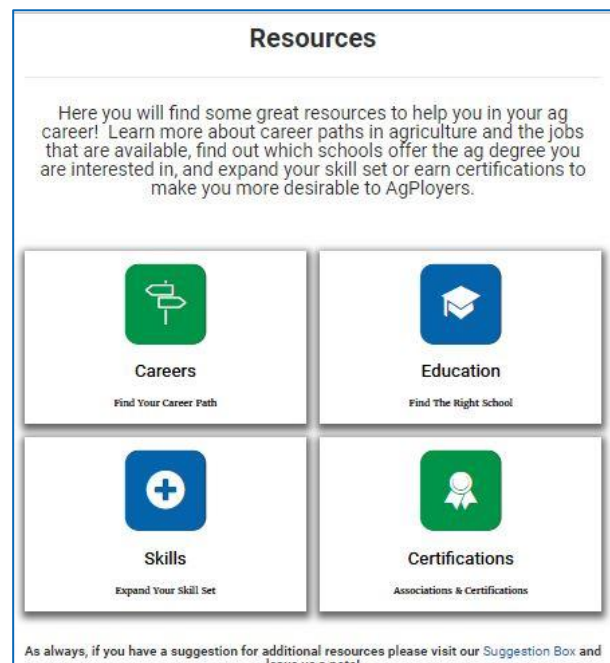 Resources
Here you will find some great resources to help you in your ag
career!  Learn more about career paths in agriculture and the jobs
that are available, find out which schools offer the ag degree you
are interested in, and expand your skill set or earn certifications to
make you more desirable to AgPloyers.
Careers
Find Your Career Path
Education
Find The Right School
Skills
Expand Your Skill Set
Certifications
Associations & Certifications
As always, if you have a suggestion for additional resources please visit our Suggestion Box and